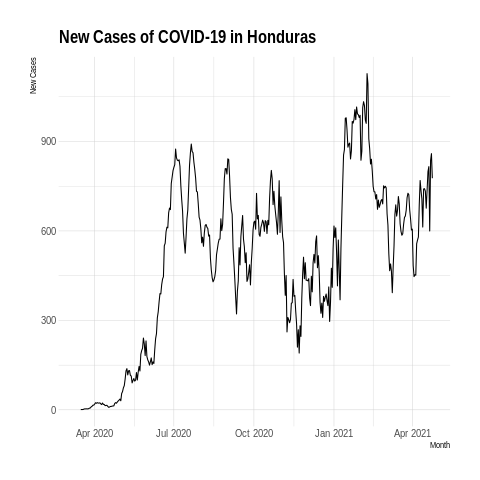 New Cases of COVID-19 in Honduras
New Cases
900
600
300
0
Apr 2020 Jul 2020 Oct 2020 Jan 2021 Apr 2021
Month